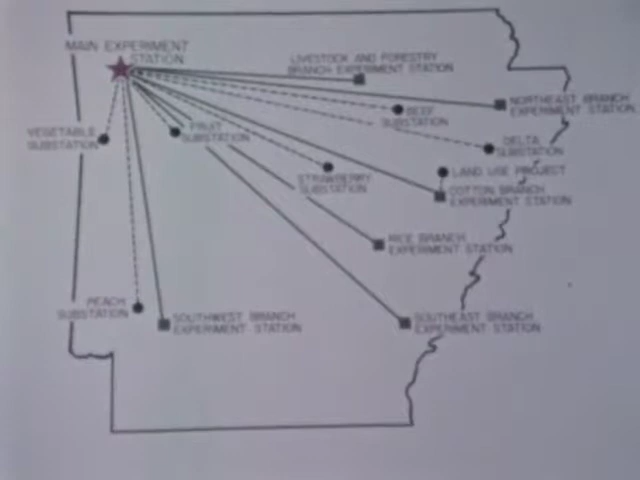 MAIN EXPERIMENT
STATION
LIVESTOCK AND FORESTRY
BRANCH EXPERIMENT STATION
NORTHEAST BRANCH
EXPERIMENT STATION
BEEF
SUBSTATION
VEGETABLE
SUBSTATION
FRUIT
SUBSTATION
DELTA
SUBSTATION
LAND USE PROJECT
STRAWBERRY
SUBSTATION
COTTON BRANCH
EXPERIMENT STATION
RICE BRANCH
EXPERIMENT STATION
PEACH
SUBSTATION
SOUTHWEST BRANCH
EXPERIMENT STATION
SOUTHEAST BRANCH
EXPERIMENT STATION